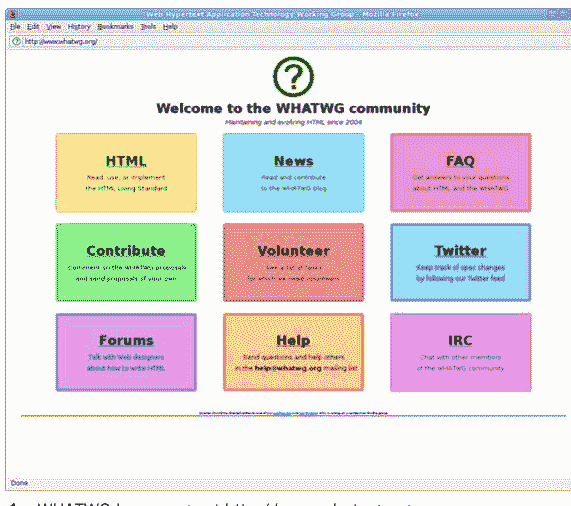 Web Hypertext Application Technology Working Group - Mozilla Firefox
File Edit View History Bookmarks Tools Help
http://www.whatwg.org/
Welcome to the WHATWG community
Maintaining and evolving HTML since 2004
HTML
Read, use, or implement
the HTML Living Standard
News
Read and contribute
to the WHATWG blog
FAQ
Get answers to your questions
about HTML and the WHATWG
Contribute
Comment on the WHATWG proposals
and send proposals of your own
Volunteer
See a list of tasks
for which we need volunteers
Twitter
Keep track of spec changes
by following our Twitter feed
Forums
Talk with Web designers
about how to write HTML
Help
Send questions and help others
in the help@whatwg.org mailing list
IRC
Chat with other members
of the WHATWG community
Done